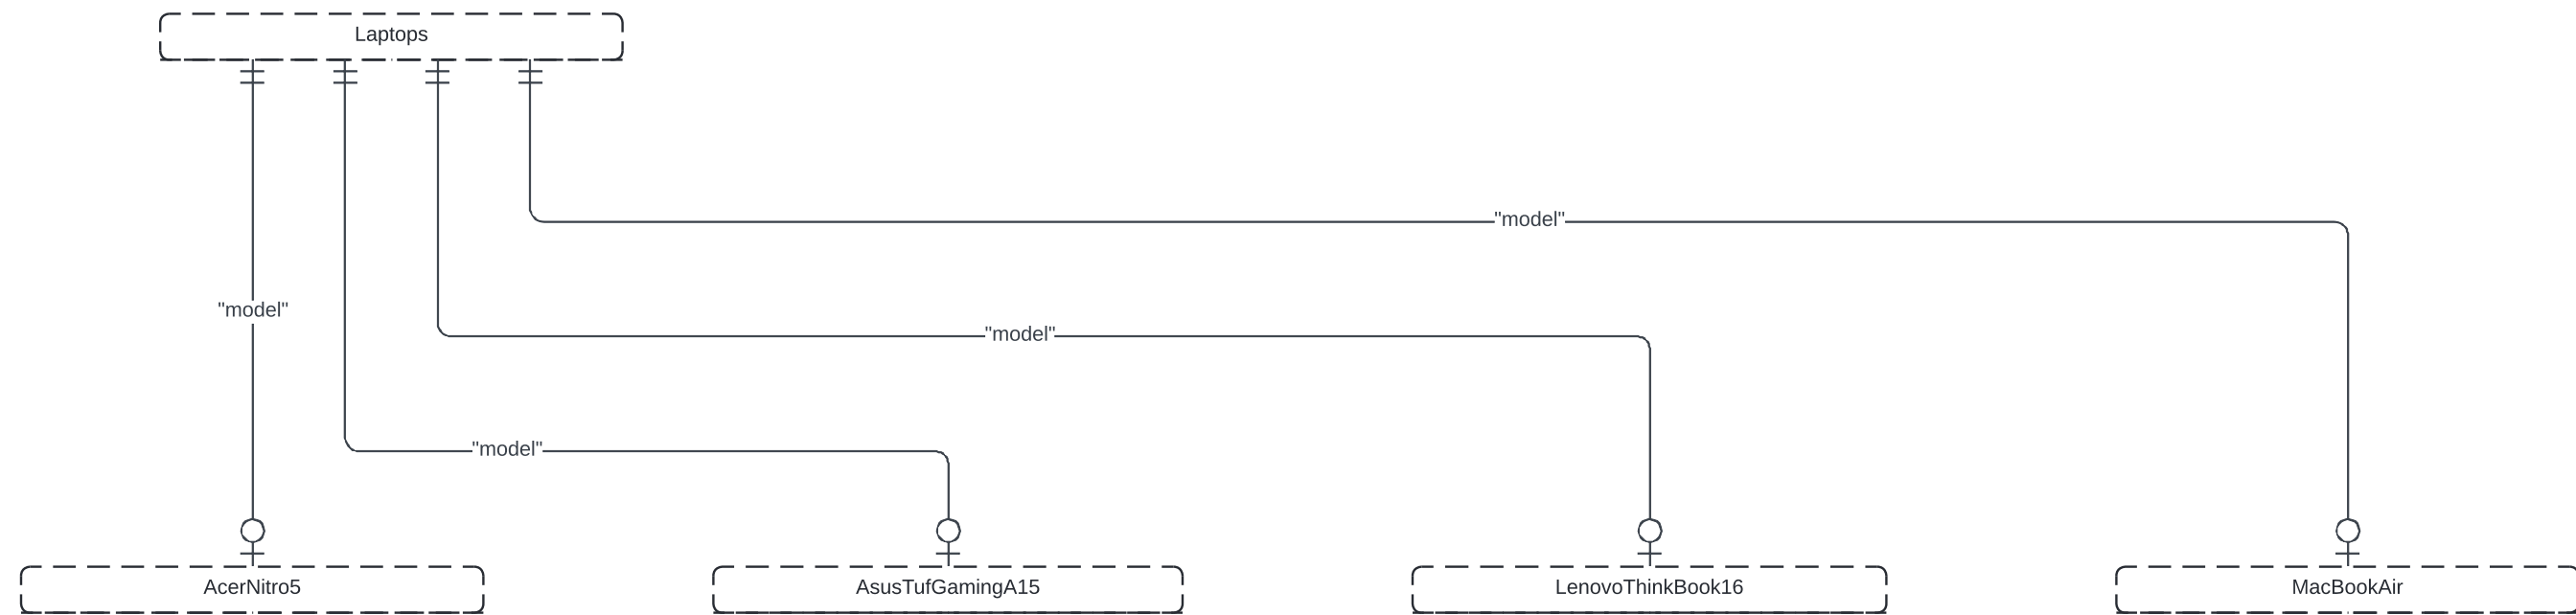 Laptops
"model"
"model"
"model"
"model"
AcerNitro5
AsusTufGamingA15
LenovoThinkBook16
MacBookAir